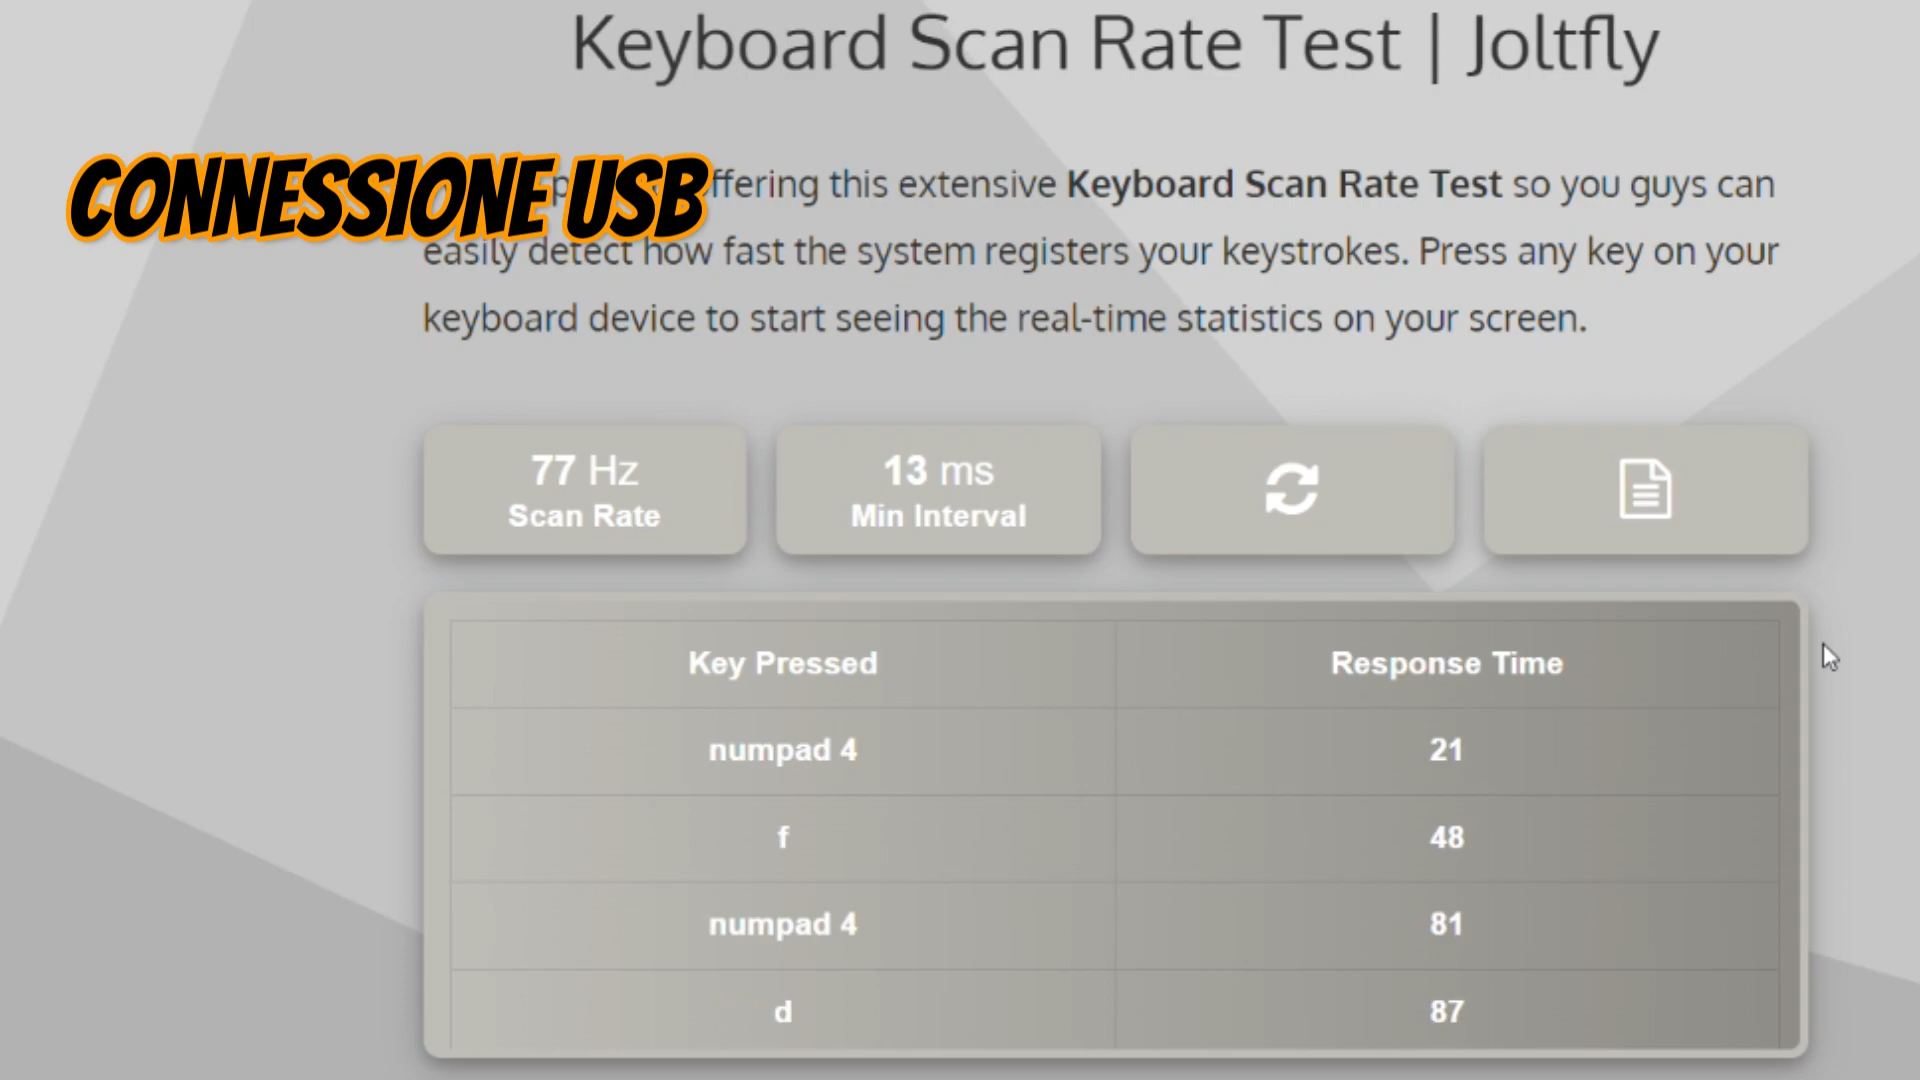 Keyboard Scan Rate Test | Joltfly
CONNESSIONE USB
ffering this extensive Keyboard Scan Rate Test so you guys can
easily detect how fast the system registers your keystrokes. Press any key on your
keyboard device to start seeing the real-time statistics on your screen.
77 Hz
Scan Rate
13 ms
Min Interval
Key Pressed Response Time
numpad 4 21
f 48
numpad 4 81
d 87